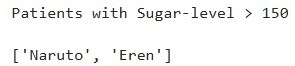 Patients with Sugar-level > 150
['Naruto', 'Eren']